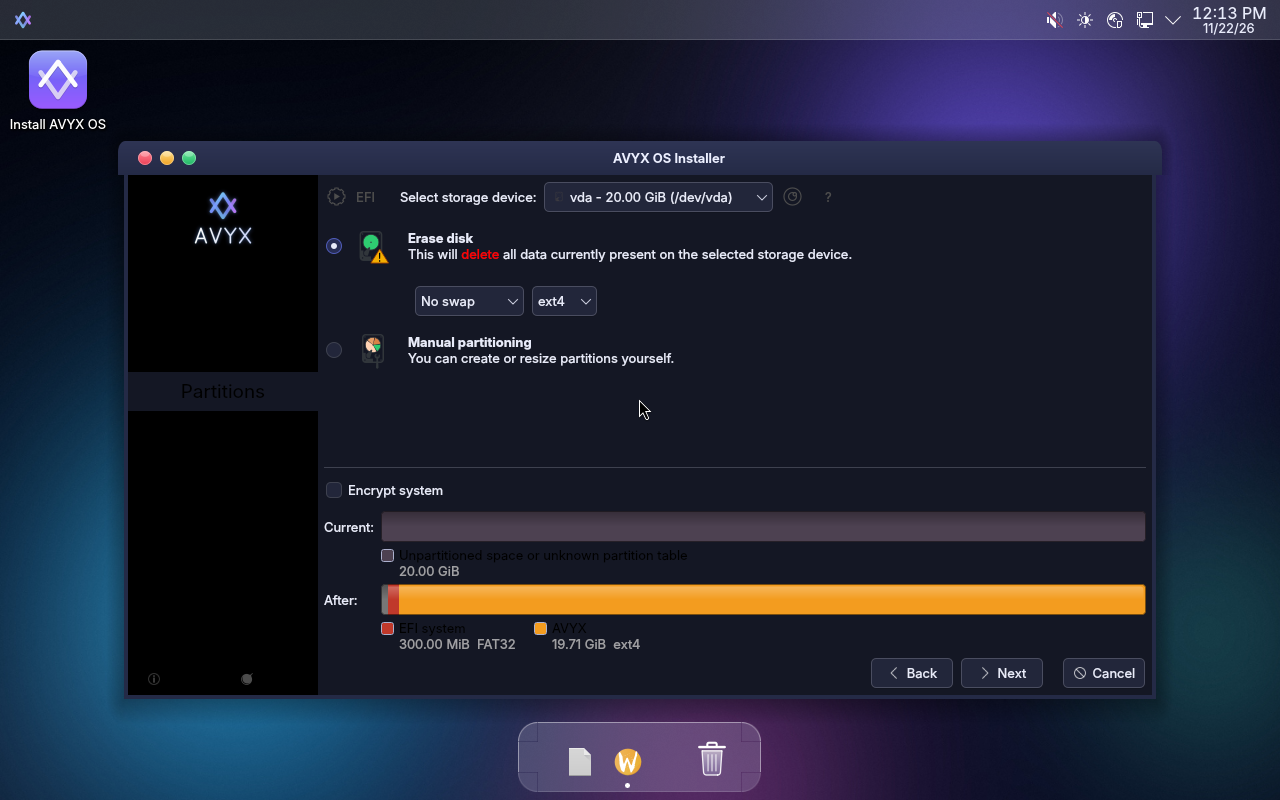 12:13 PM
11/22/26
Install AVYX OS
AVYX OS Installer
AVYX
EFI
Select storage device:
vda - 20.00 GiB (/dev/vda)
?
Erase disk
This will delete all data currently present on the selected storage device.
No swap
ext4
Manual partitioning
You can create or resize partitions yourself.
Partitions
Encrypt system
Current:
Unpartitioned space or unknown partition table
20.00 GiB
After:
EFI system
AVYX
300.00 MiB FAT32
19.71 GiB ext4
Back
Next
Cancel
W